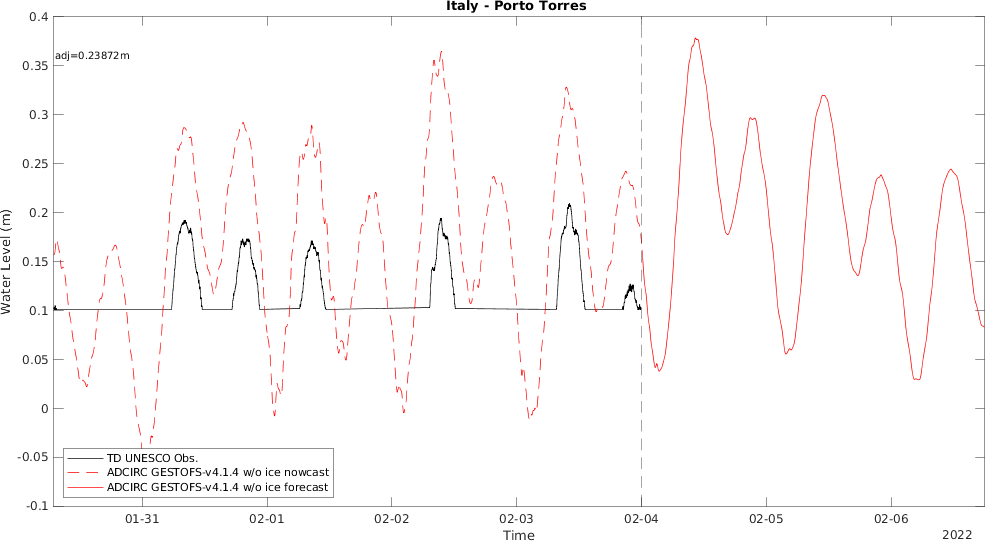 Italy - Porto Torres
adj=0.23872m
Water Level (m)
0.4
0.35
0.3
0.25
0.2
0.15
0.1
0.05
0
-0.05
-0.1
TD UNESCO Obs.
ADCIRC GESTOFS-v4.1.4 w/o ice nowcast
ADCIRC GESTOFS-v4.1.4 w/o ice forecast
01-31 02-01 02-02 02-03 02-04 02-05 02-06
Time
2022